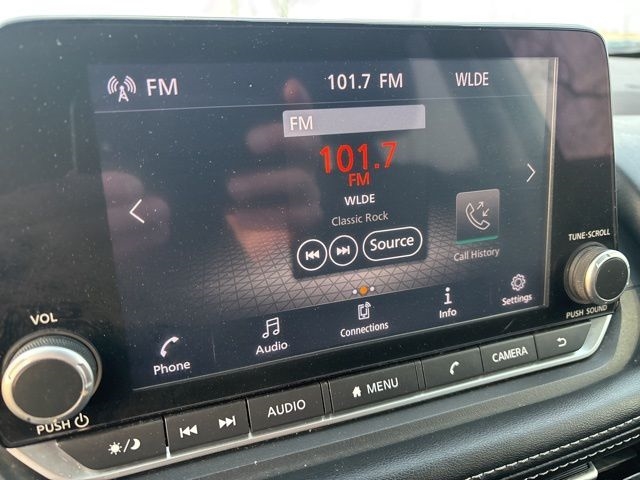 FM 101.7 FM WLDE
FM
101.7
FM
WLDE
Classic Rock
Source
Call History
Phone Audio Connections Info Settings
VOL
PUSH
TUNE·SCROLL
PUSH SOUND
AUDIO MENU CAMERA